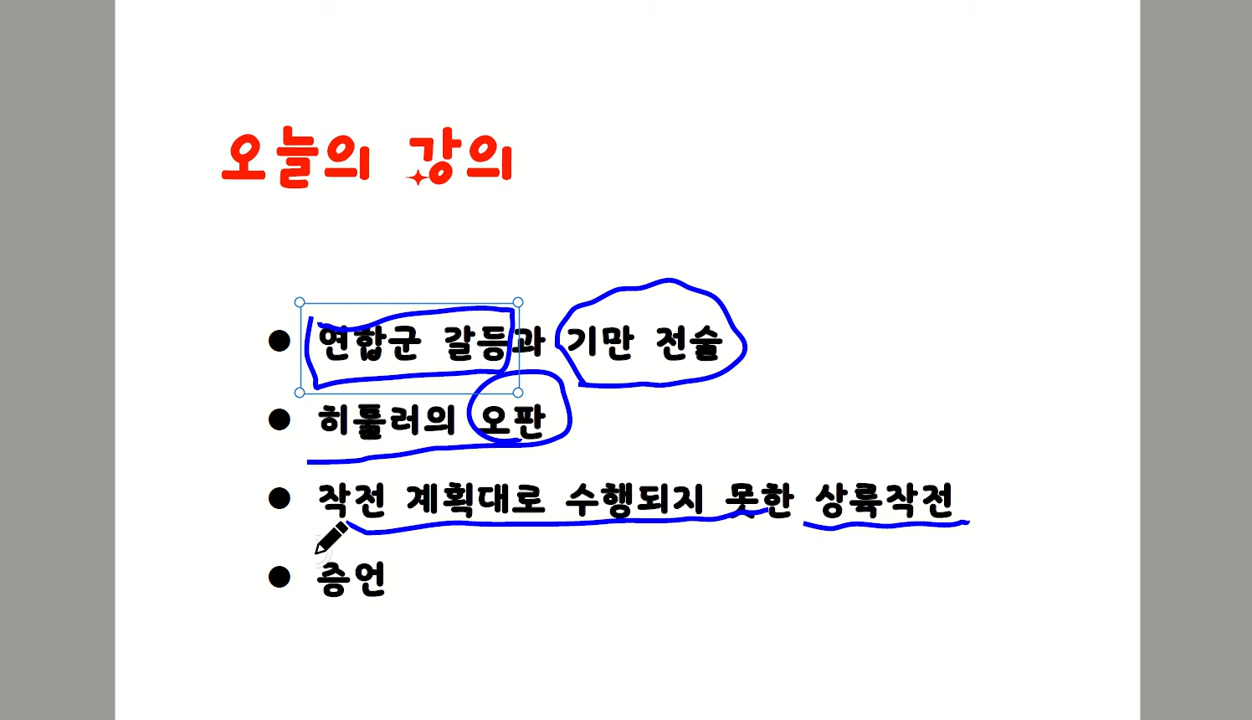 오늘의 강의
● 연합군 갈등과 기만 전술
● 히틀러의 오판
● 작전 계획대로 수행되지 못한 상륙작전
● 증언